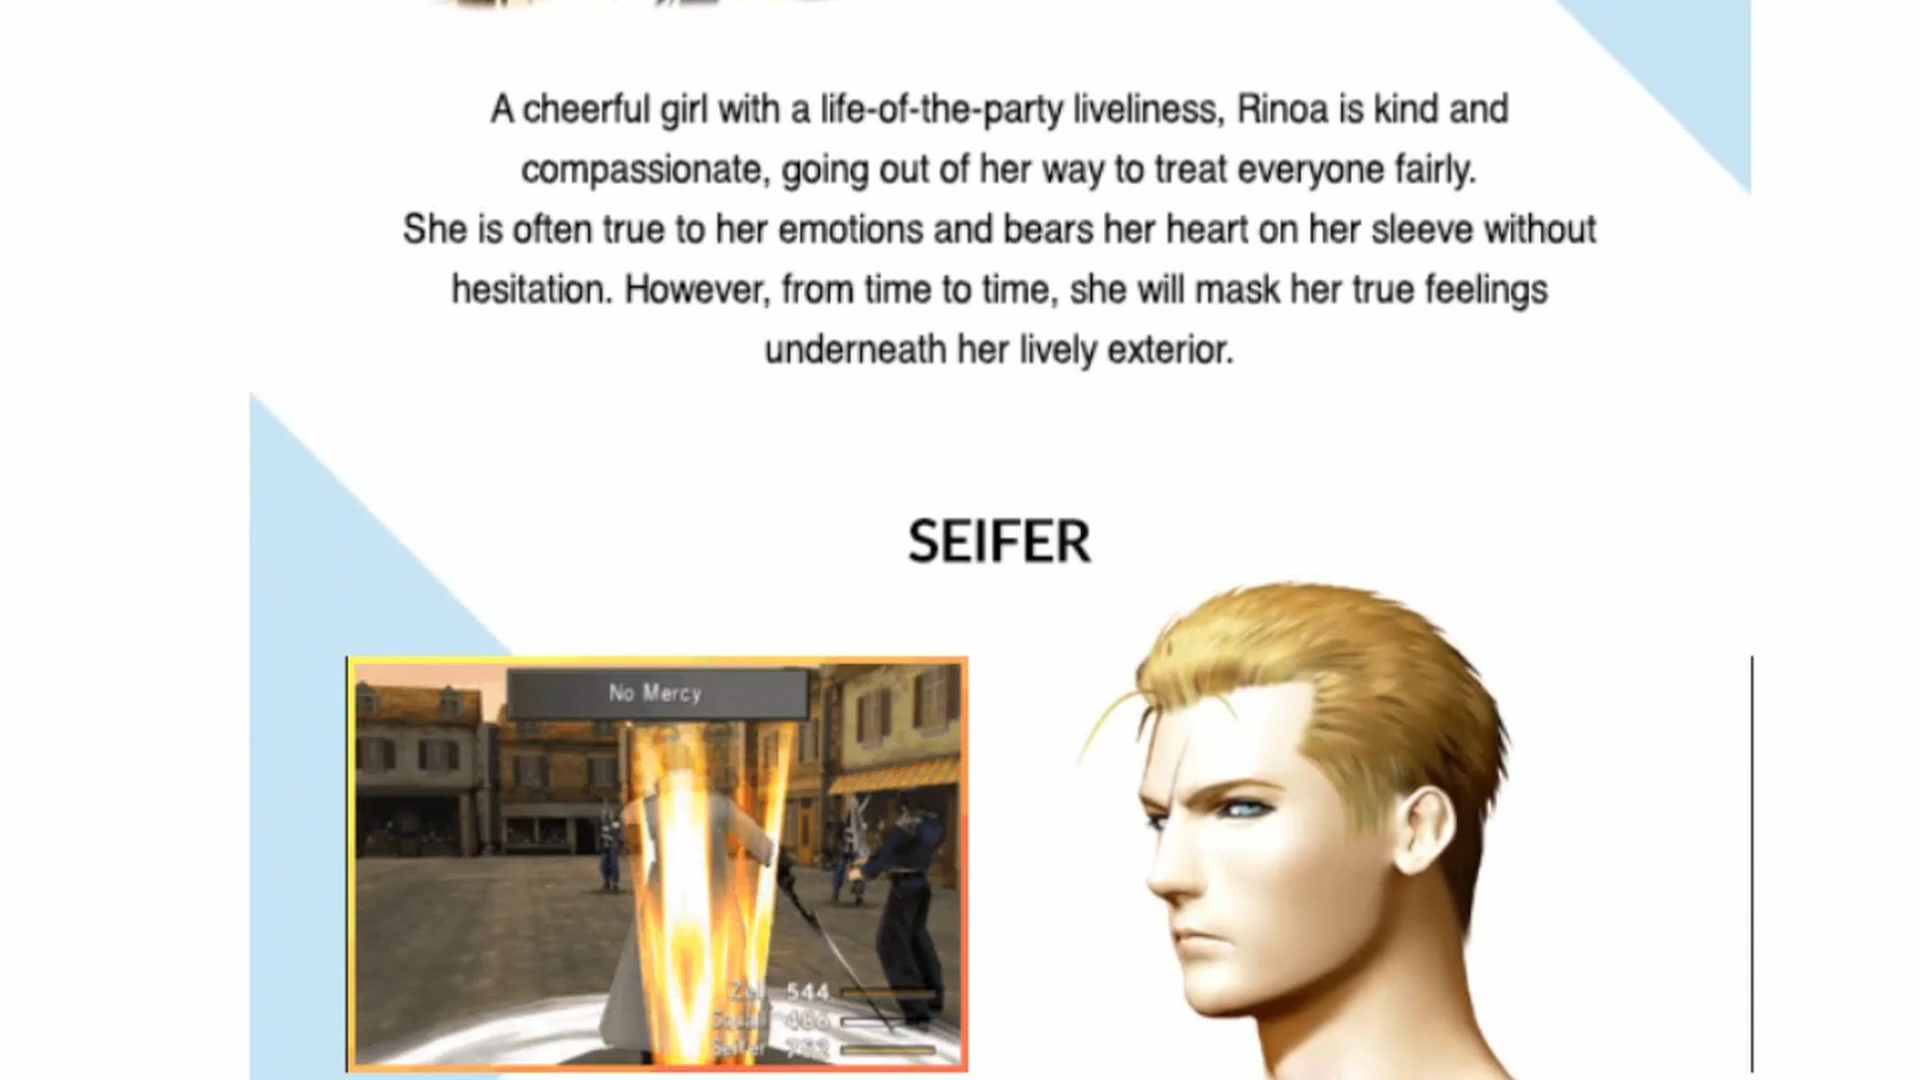 A cheerful girl with a life-of-the-party liveliness, Rinoa is kind and
compassionate, going out of her way to treat everyone fairly.
She is often true to her emotions and bears her heart on her sleeve without
hesitation. However, from time to time, she will mask her true feelings
underneath her lively exterior.
SEIFER
No Mercy
Zell 544
Squall
Seifer